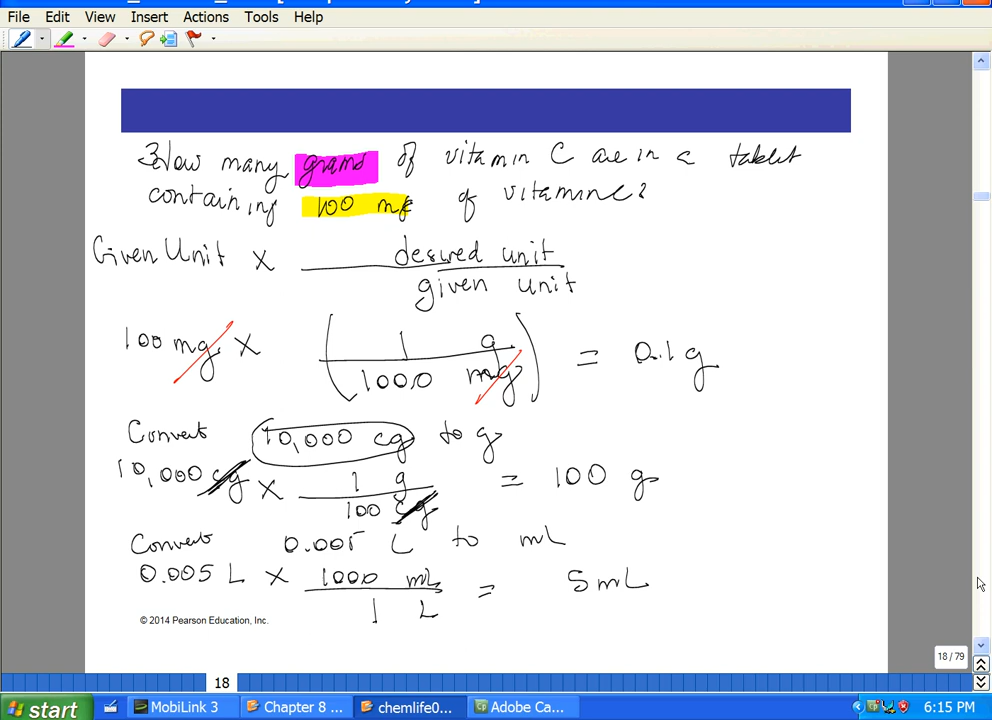 File Edit View Insert Actions Tools Help
How many grams of vitamin C are in a tablet
containing 100 mg of vitamin C?
Given Unit X desired unit
given unit
100 mg X ( 1 g
1000 mg ) = 0.1 g
Convert 10,000 cg to g
10,000 cg X 1 g = 100 g
100 cg
Convert 0.005 L to mL
0.005 L X 1000 mL = 5 mL
1 L
© 2014 Pearson Education, Inc.
18/79
18
start MobiLink 3 Chapter 8 ... chemlife0... Adobe Ca... 6:15 PM